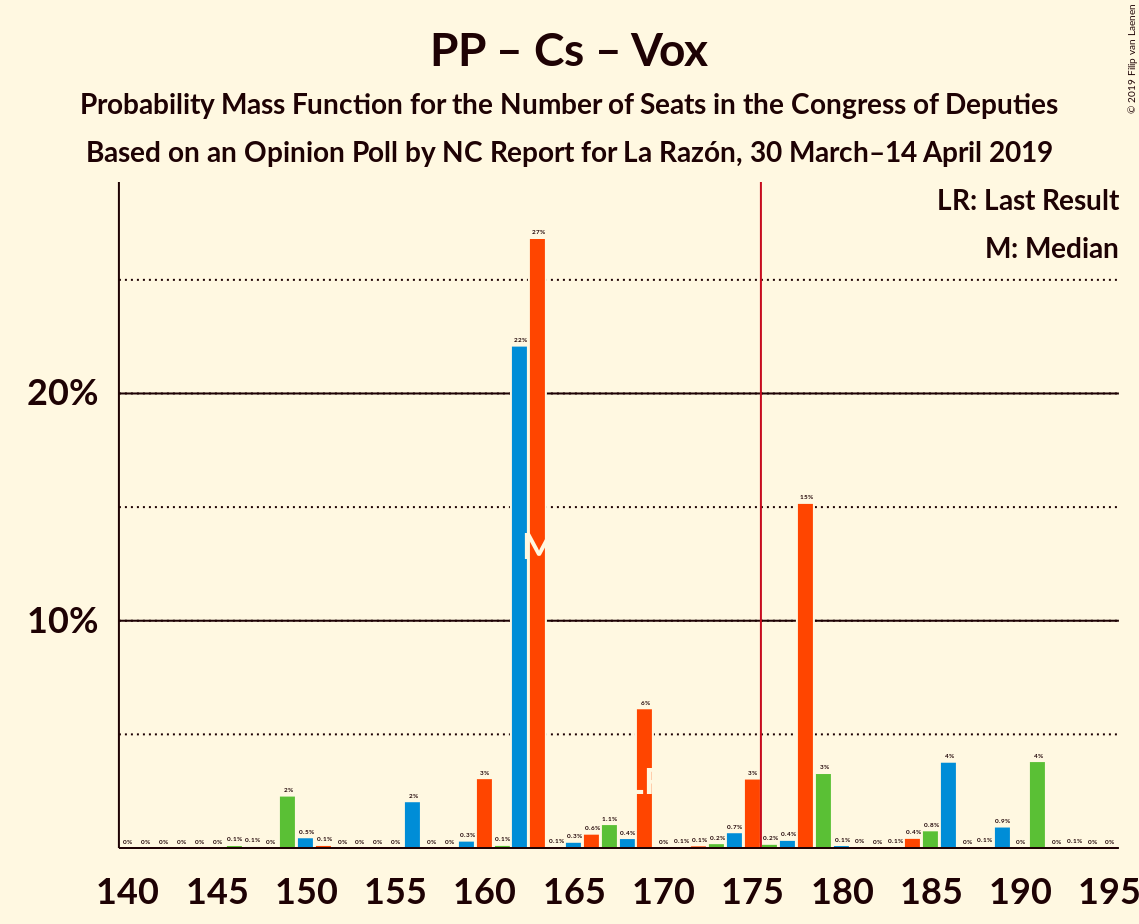 PP – Cs – Vox
Probability Mass Function for the Number of Seats in the Congress of Deputies
Based on an Opinion Poll by NC Report for La Razón, 30 March–14 April 2019
© 2019 Filip van Laenen
LR: Last Result
M: Median
20%
10%
0% 0% 0% 0% 0% 0% 0.1% 0.1% 0% 2% 0.5% 0.1% 0% 0% 0% 0% 2% 0% 0% 0.3% 3% 0.1% 22% 27% 0.1% 0.3% 0.6% 1.1% 0.4% 6% 0% 0.1% 0.1% 0.2% 0.7% 3% 0.2% 0.4% 15% 3% 0.1% 0% 0% 0.1% 0.4% 0.8% 4% 0% 0.1% 0.9% 0% 4% 0% 0.1% 0% 0%
M
LR
140 145 150 155 160 165 170 175 180 185 190 195